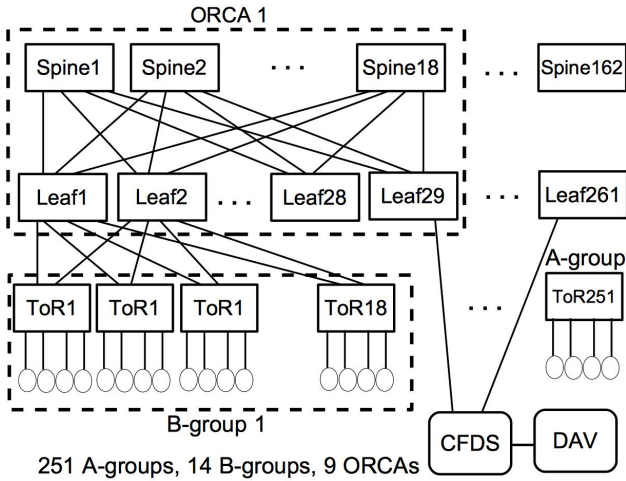 ORCA 1
Spine1 Spine2 ... Spine18 ... Spine162
Leaf1 Leaf2 ... Leaf28 Leaf29 ... Leaf261
A-group
ToR1 ToR1 ToR1 ToR18 ... ToR251
B-group 1
CFDS DAV
251 A-groups, 14 B-groups, 9 ORCAs